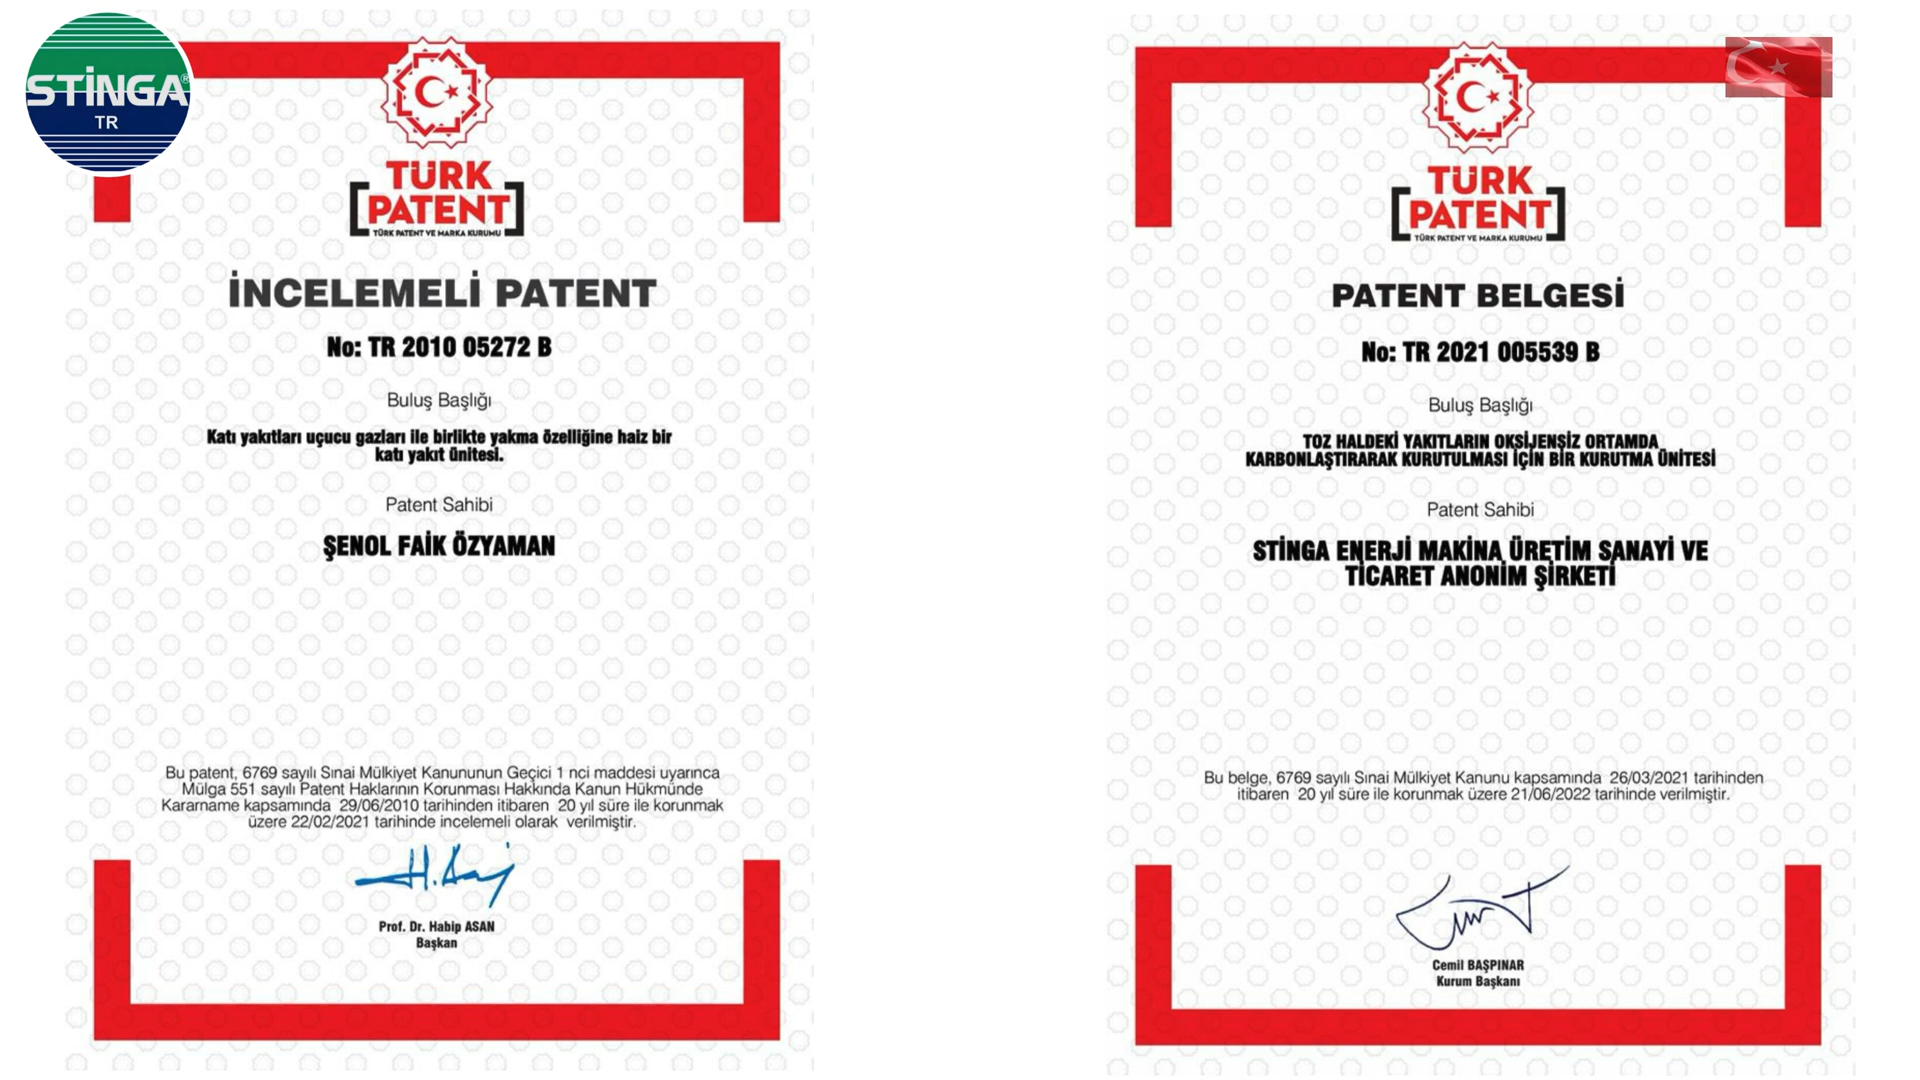 STİNGA®
TR
TÜRK
PATENT
TÜRK PATENT VE MARKA KURUMU
İNCELEMELİ PATENT
No: TR 2010 05272 B
Buluş Başlığı
Katı yakıtları uçucu gazları ile birlikte yakma özelliğine haiz bir
katı yakıt ünitesi.
Patent Sahibi
ŞENOL FAİK ÖZYAMAN
Bu patent, 6769 sayılı Sınai Mülkiyet Kanununun Geçici 1 nci maddesi uyarınca
Mülga 551 sayılı Patent Haklarının Korunması Hakkında Kanun Hükmünde
Kararname kapsamında 29/06/2010 tarihinden itibaren 20 yıl süre ile korunmak
üzere 22/02/2021 tarihinde incelemeli olarak verilmiştir.
Prof. Dr. Habip ASAN
Başkan
TÜRK
PATENT
TÜRK PATENT VE MARKA KURUMU
PATENT BELGESİ
No: TR 2021 005539 B
Buluş Başlığı
TOZ HALDEKİ YAKITLARIN OKSİJENSİZ ORTAMDA
KARBONLAŞTIRARAK KURUTULMASI İÇİN BİR KURUTMA ÜNİTESİ
Patent Sahibi
STİNGA ENERJİ MAKİNA ÜRETİM SANAYİ VE
TİCARET ANONİM ŞİRKETİ
Bu belge, 6769 sayılı Sınai Mülkiyet Kanunu kapsamında 26/03/2021 tarihinden
itibaren 20 yıl süre ile korunmak üzere 21/06/2022 tarihinde verilmiştir.
Cemil BAŞPINAR
Kurum Başkanı